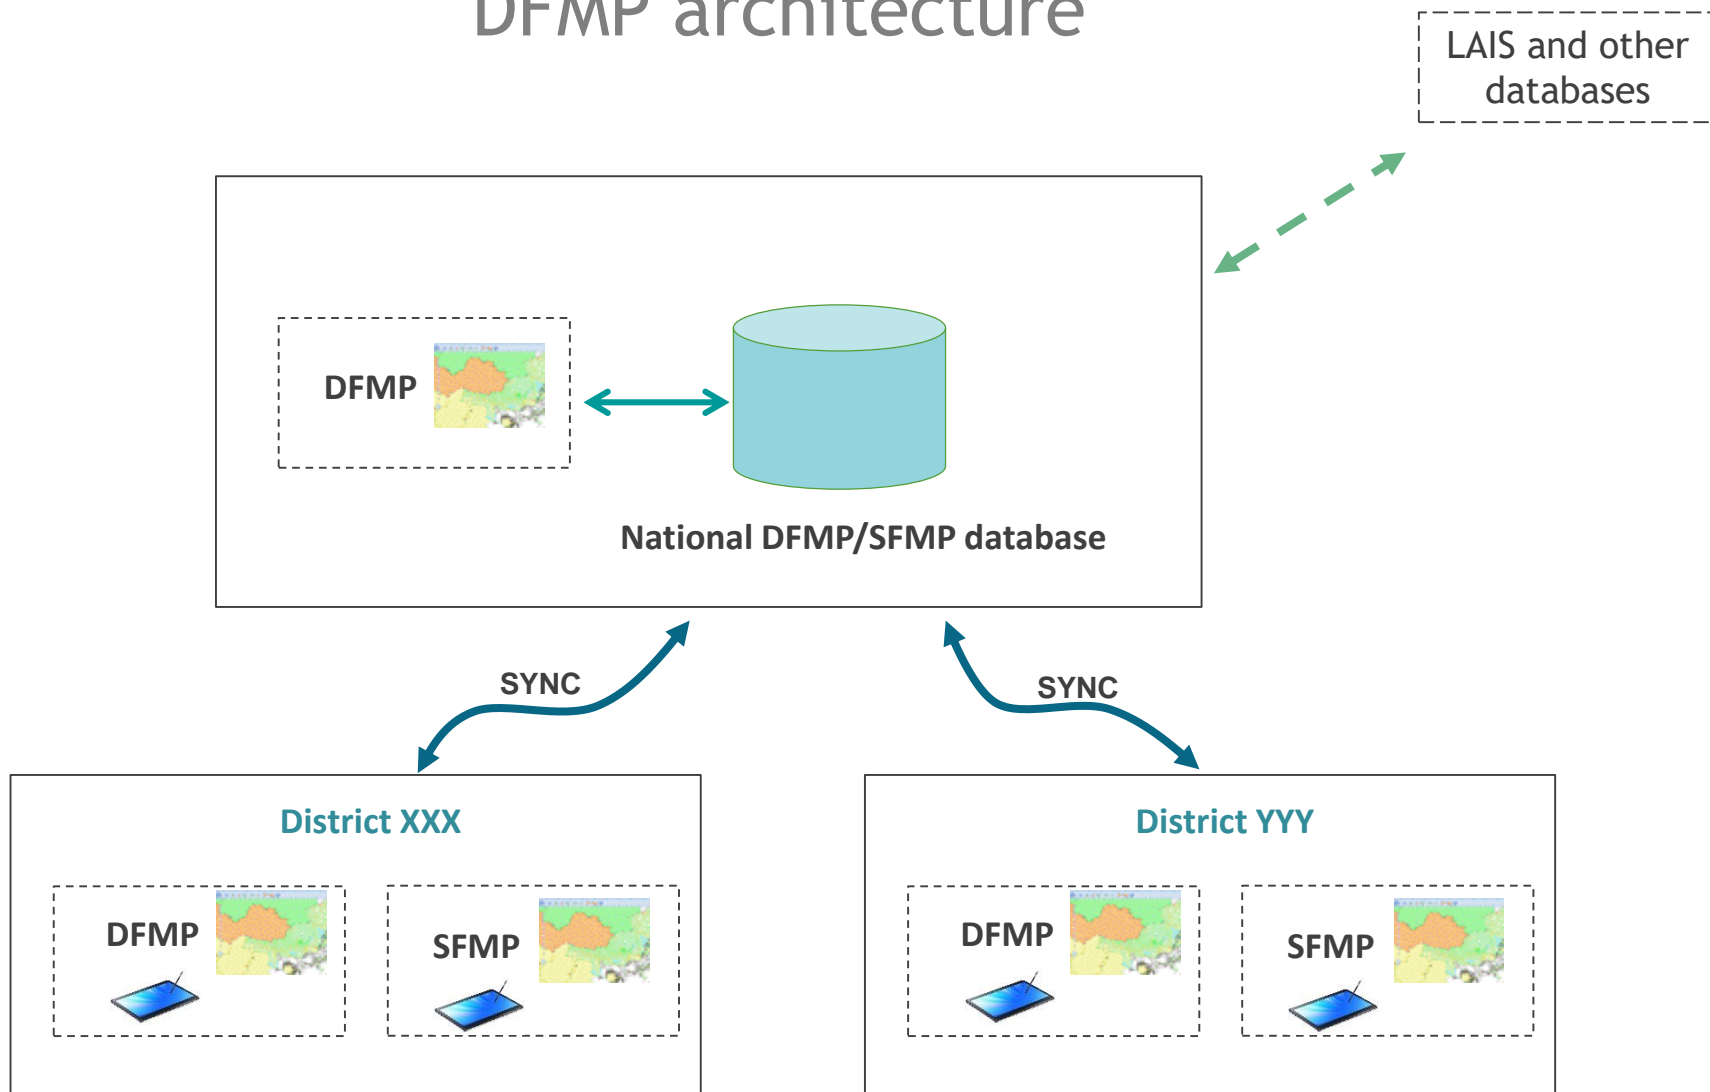 DFMP architecture
LAIS and other
databases
DFMP
National DFMP/SFMP database
SYNC
SYNC
District XXX
District YYY
DFMP
SFMP
DFMP
SFMP